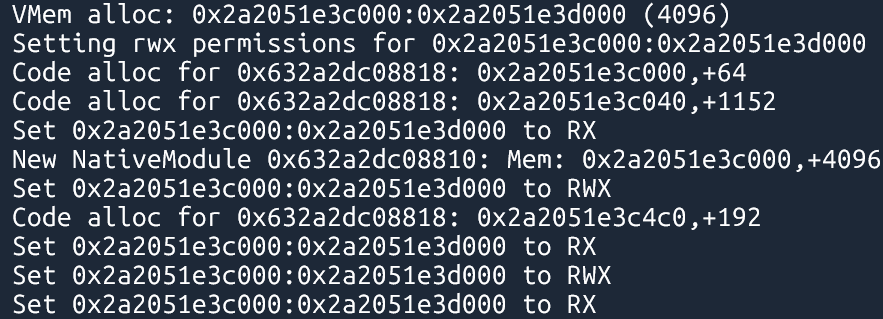 VMem alloc: 0x2a2051e3c000:0x2a2051e3d000 (4096)
Setting rwx permissions for 0x2a2051e3c000:0x2a2051e3d000
Code alloc for 0x632a2dc08818: 0x2a2051e3c000,+64
Code alloc for 0x632a2dc08818: 0x2a2051e3c040,+1152
Set 0x2a2051e3c000:0x2a2051e3d000 to RX
New NativeModule 0x632a2dc08810: Mem: 0x2a2051e3c000,+4096
Set 0x2a2051e3c000:0x2a2051e3d000 to RWX
Code alloc for 0x632a2dc08818: 0x2a2051e3c4c0,+192
Set 0x2a2051e3c000:0x2a2051e3d000 to RX
Set 0x2a2051e3c000:0x2a2051e3d000 to RWX
Set 0x2a2051e3c000:0x2a2051e3d000 to RX